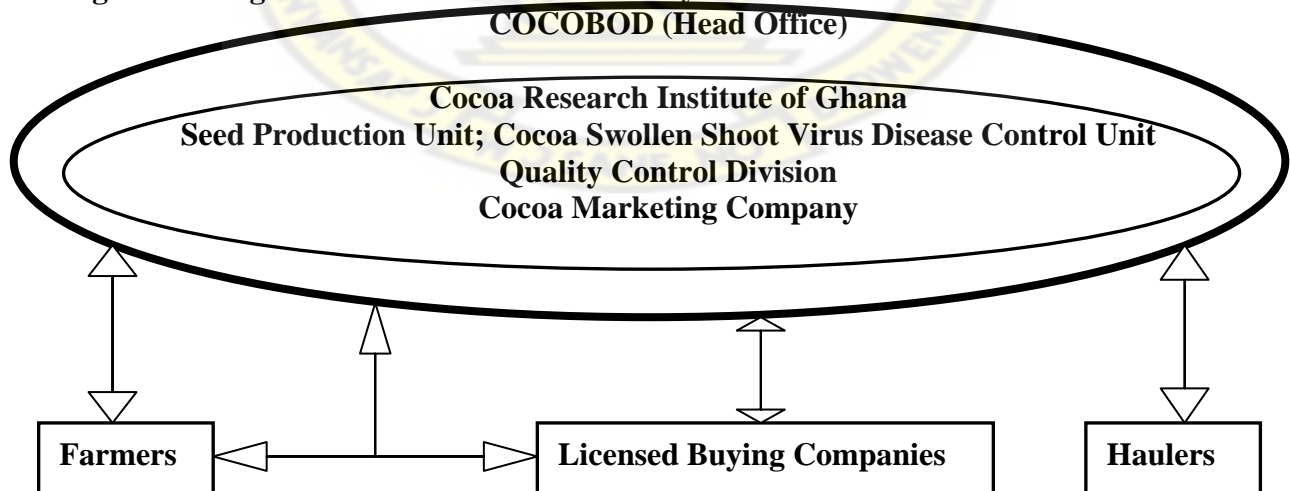 COCOBOD (Head Office)
Cocoa Research Institute of Ghana
Seed Production Unit; Cocoa Swollen Shoot Virus Disease Control Unit
Quality Control Division
Cocoa Marketing Company
Farmers
Licensed Buying Companies
Haulers